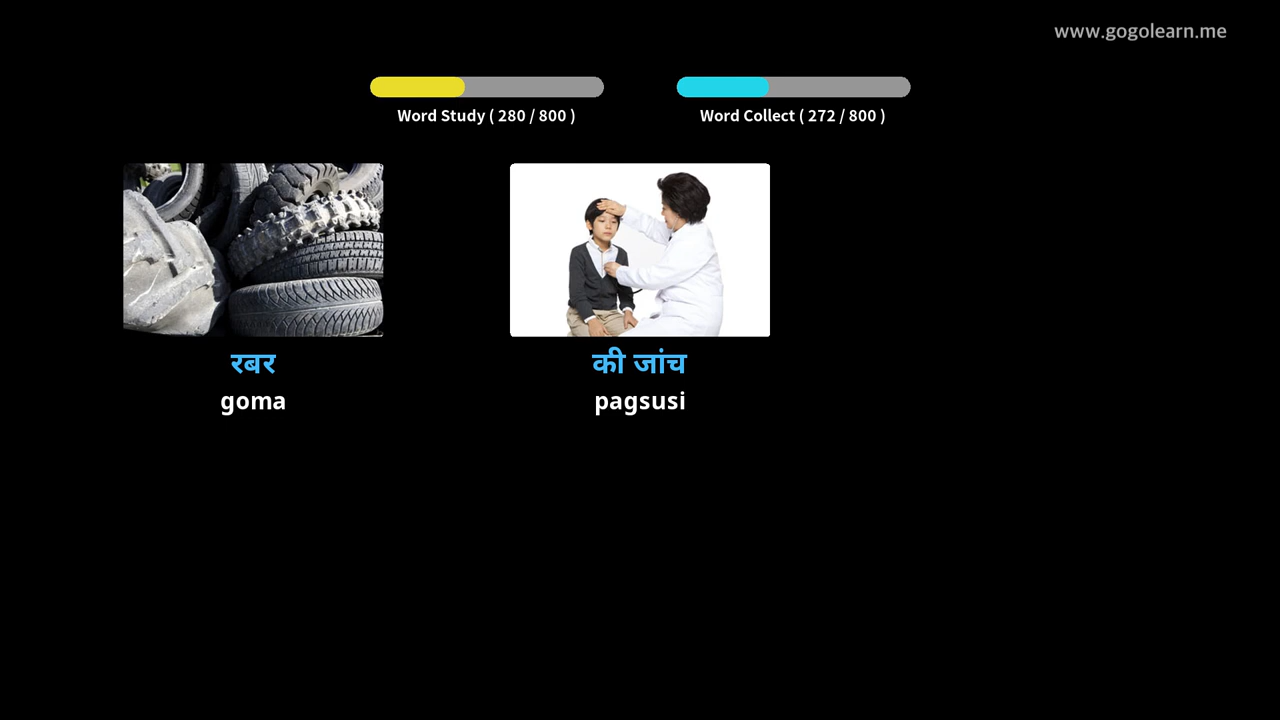 www.gogolearn.me
Word Study ( 280 / 800 )
Word Collect ( 272 / 800 )
रबर
goma
की जांच
pagsusi